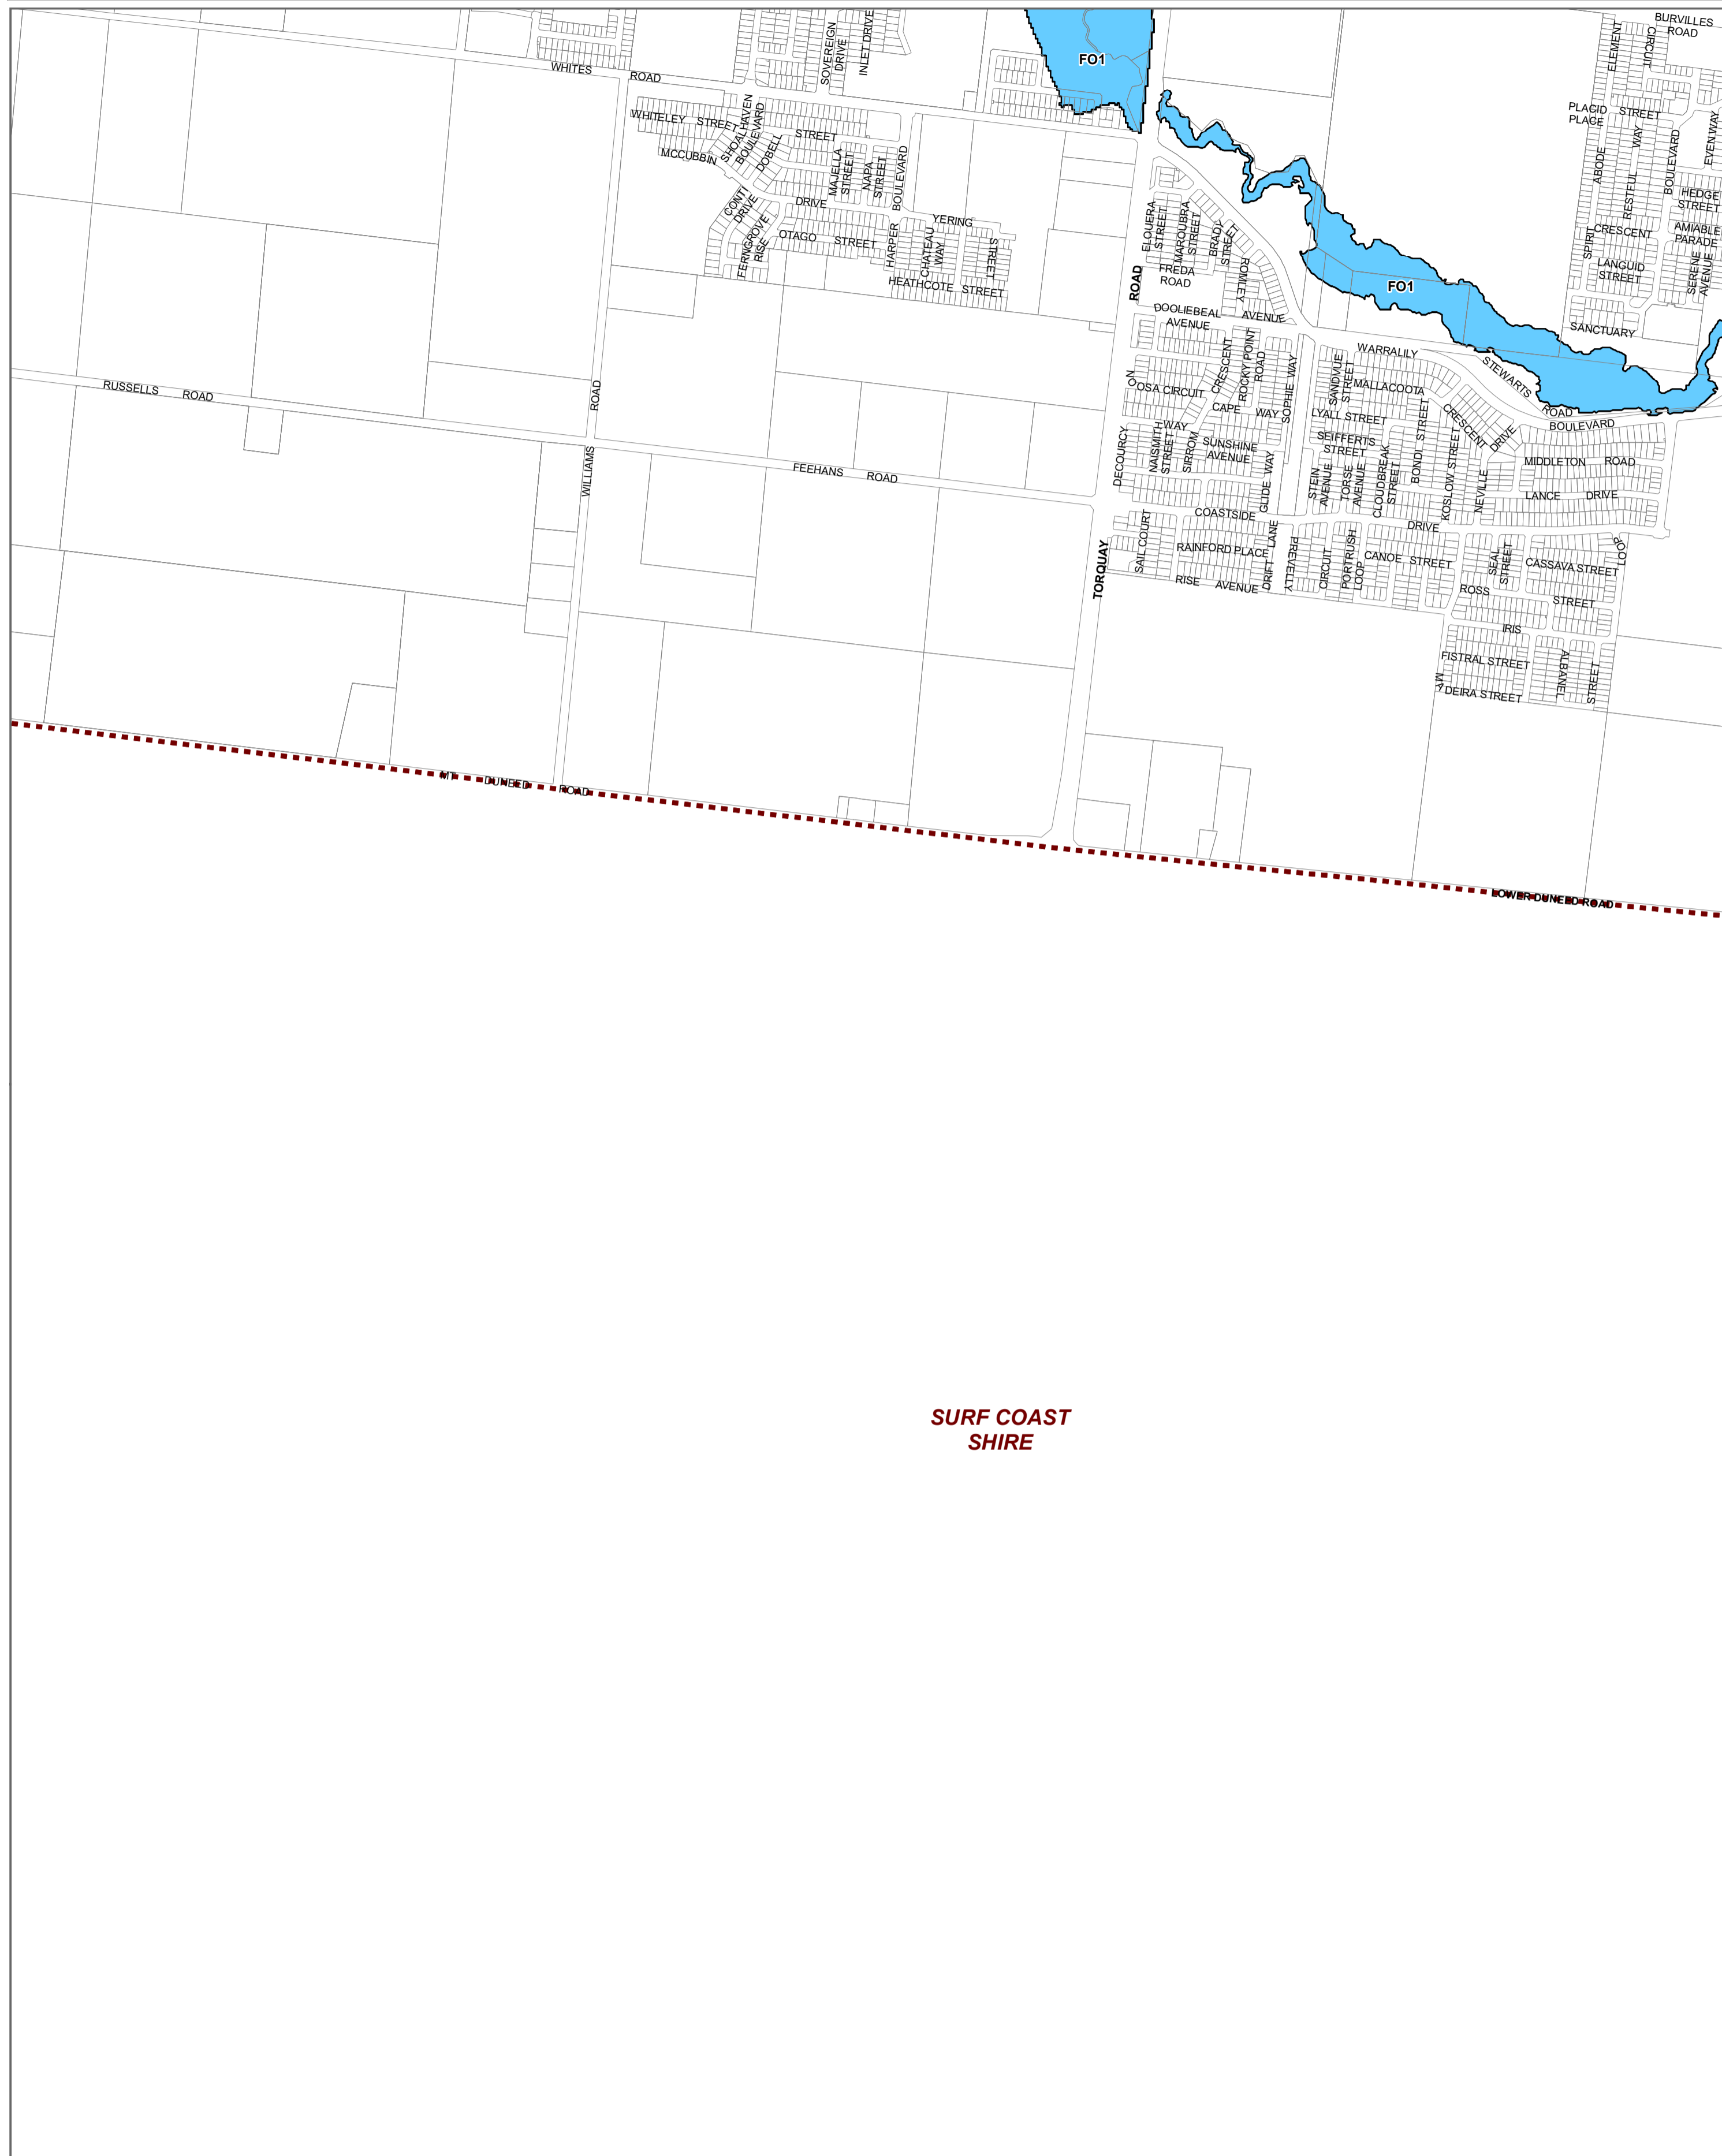 BURVILLES
ROAD
SOVEREIGN
DRIVE
INLET DRIVE
ELEMENT
CIRCUIT
FO1
WHITES
ROAD
PLACID
PLACE
STREET
WHITELEY
STREET
SHOALHAVEN
BOULEVARD
STREET
MCCUBBIN
DOBELL
MAJELLA
STREET
NAPA
STREET
BOULEVARD
ABODE
WAY
BOULEVARD
EVEN WAY
RESTFUL
HEDGE
STREET
CONTI
DRIVE
DRIVE
YERING
ELOUERA
STREET
MAROUBRA
STREET
BRADY
STREET
SPIRIT
CRESCENT
AMIABLE
PARADE
FERNGROVE
RISE
OTAGO
STREET
HARPER
CHATEAU
WAY
STREET
HEATHCOTE
STREET
FREDA
ROAD
ROMLEY
LANGUID
STREET
SERENE
AVENUE
FO1
ROAD
DOOLIEBEAL
AVENUE
AVENUE
SANCTUARY
WARRALILY
STEWARTS
ROAD
BOULEVARD
RUSSELLS
ROAD
ROAD
NO
OSA CIRCUIT
CRESCENT
ROCKY POINT
ROAD
SOPHIE WAY
SANDVUE
STREET
MALLACOOTA
CRESCENT
DRIVE
CAPE
WAY
WAY
LYALL STREET
SEIFFERTS
STREET
BONDI
STREET
DECOURCY
NAISMITH
STREET
SIRROM
SUNSHINE
AVENUE
GLIDE
WAY
STEIN
AVENUE
TORSE
AVENUE
CLOUDBREAK
STREET
KOSLOW STREET
NEVILLE
MIDDLETON
ROAD
WILLIAMS
FEEHANS
ROAD
LANCE
DRIVE
COASTSIDE
DRIVE
TORQUAY
SAIL COURT
RAINFORD PLACE
DRIFT
LANE
PREVELLY
CIRCUIT
PORTRUSH
LOOP
CANOE
STREET
SEAL
STREET
CASSAVA STREET
LOOP
RISE
AVENUE
ROSS
STREET
IRIS
FISTRAL STREET
ALBANEL
STREET
DEIRA STREET
MT
DUNEED
ROAD
LOWER DUNEED ROAD
SURF COAST
SHIRE